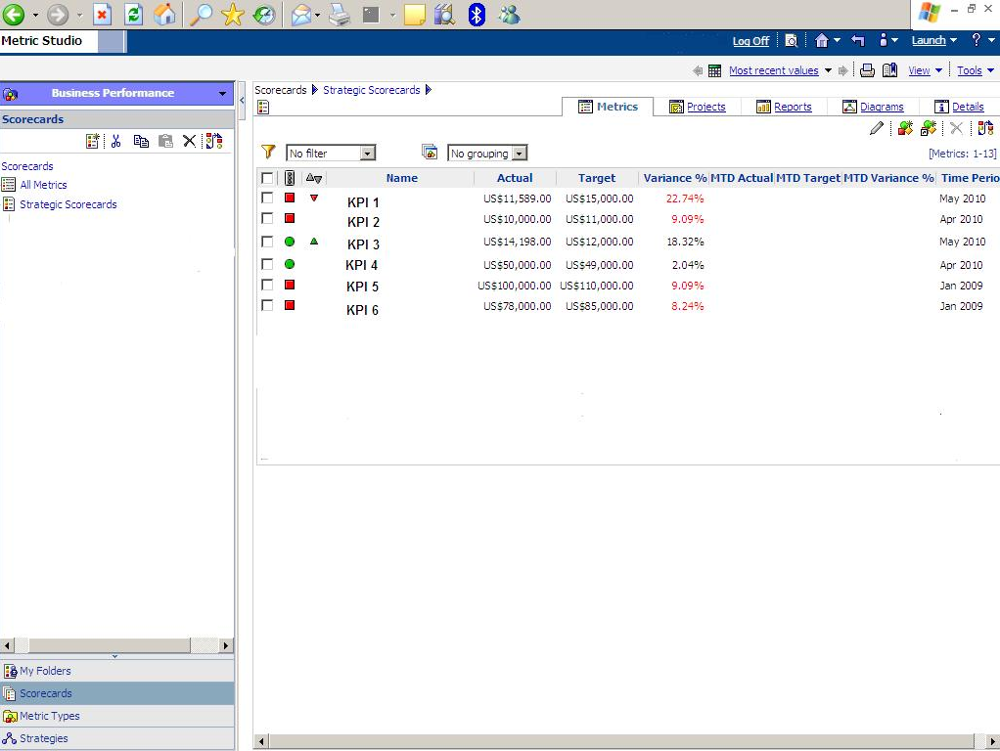 Metric Studio
Log Off Launch ?
Most recent values View Tools
Business Performance
Scorecards
Scorecards
All Metrics
Strategic Scorecards
My Folders
Scorecards
Metric Types
Strategies
Scorecards Strategic Scorecards
Metrics Projects Reports Diagrams Details
No filter No grouping [Metrics: 1-13]
Name Actual Target Variance % MTD Actual MTD Target MTD Variance % Time Perio
KPI 1 US$11,589.00 US$15,000.00 22.74% May 2010
KPI 2 US$10,000.00 US$11,000.00 9.09% Apr 2010
KPI 3 US$14,198.00 US$12,000.00 18.32% May 2010
KPI 4 US$50,000.00 US$49,000.00 2.04% Apr 2010
KPI 5 US$100,000.00 US$110,000.00 9.09% Jan 2009
KPI 6 US$78,000.00 US$85,000.00 8.24% Jan 2009